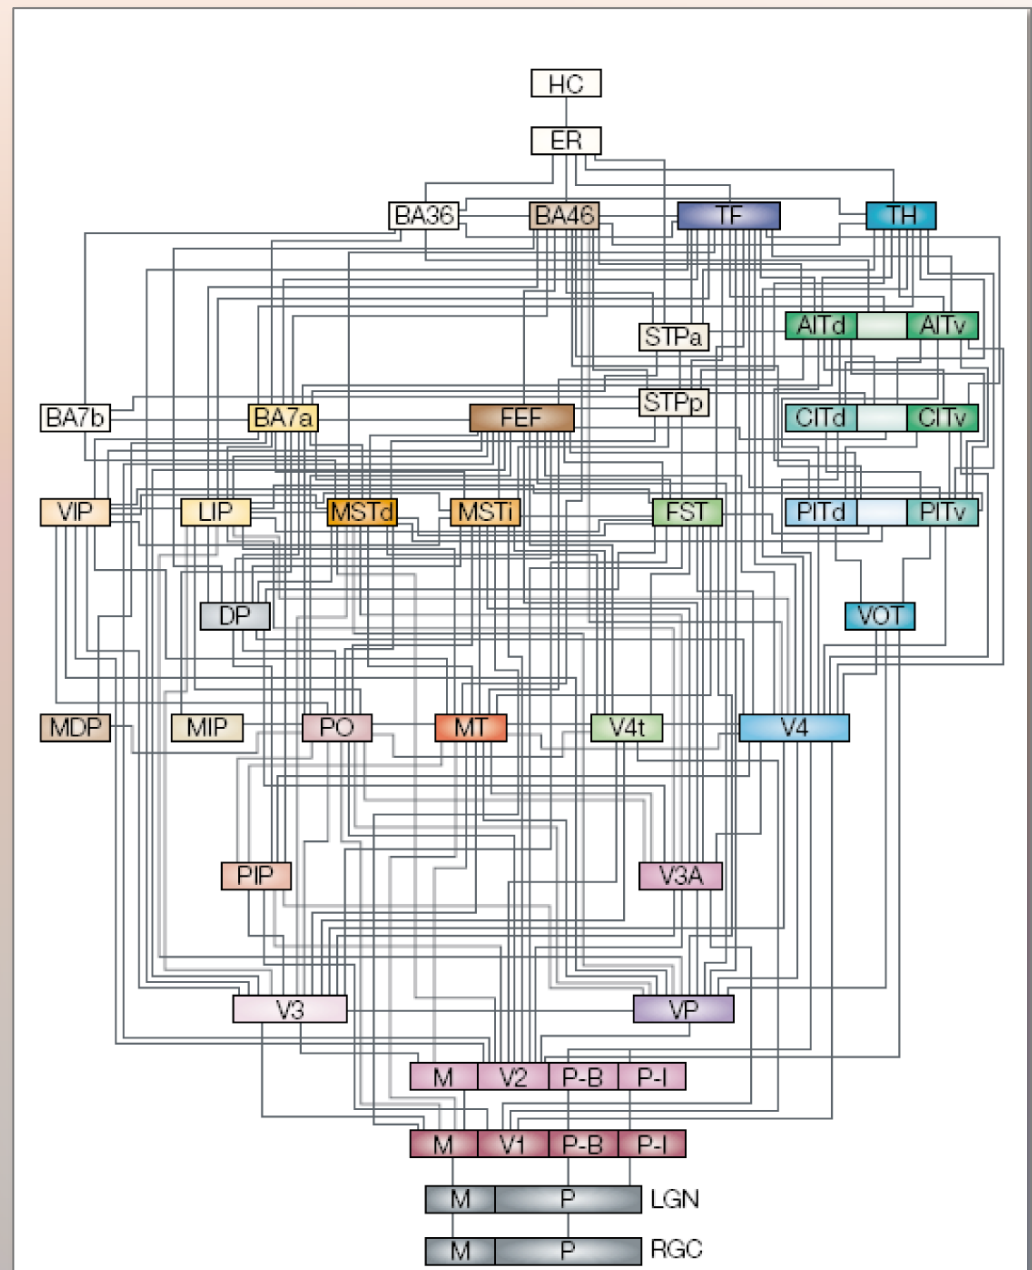 HC
ER
BA36 BA46 TF TH
AITd AITv
STPa
STPp
BA7b BA7a FEF CITd CITv
VIP LIP MSTd MSTi FST PITd PITv
DP VOT
MDP MIP PO MT V4t V4
PIP V3A
V3 VP
M V2 P-B P-I
M V1 P-B P-I
M P LGN
M P RGC